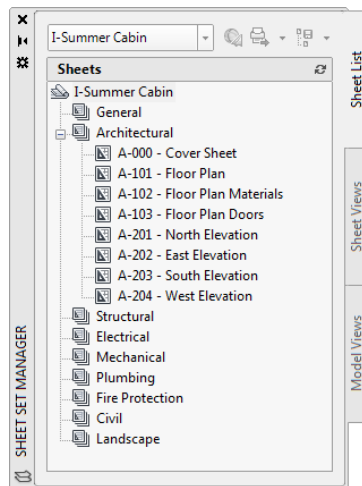 I-Summer Cabin
Sheets
I-Summer Cabin
General
Architectural
A-000 - Cover Sheet
A-101 - Floor Plan
A-102 - Floor Plan Materials
A-103 - Floor Plan Doors
A-201 - North Elevation
A-202 - East Elevation
A-203 - South Elevation
A-204 - West Elevation
Structural
Electrical
Mechanical
Plumbing
Fire Protection
Civil
Landscape
Sheet List
Sheet Views
Model Views
SHEET SET MANAGER